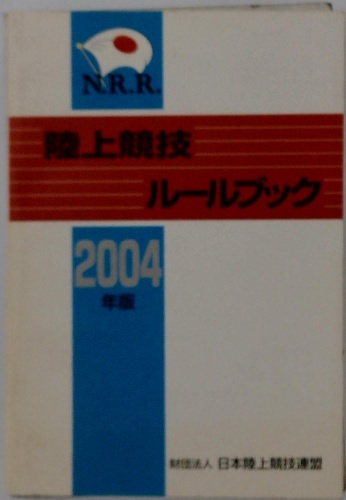 N.R.R.
陸上競技
ルールブック
2004
年版
財団法人 日本陸上競技連盟